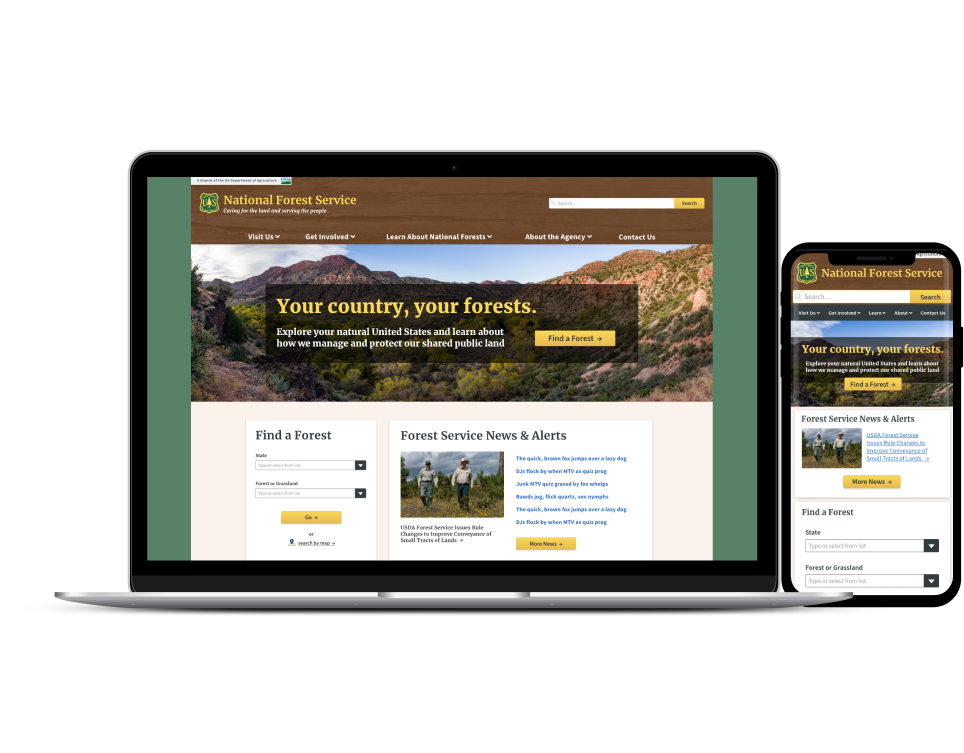 A Branch of the US Department of Agriculture
US
National Forest Service
Caring for the land and serving the people
Search...
Search
Visit Us
Get Involved
Learn About National Forests
About the Agency
Contact Us
Your country, your forests.
Explore your natural United States and learn about
how we manage and protect our shared public land
Find a Forest →
Find a Forest
State
Type or select from list
Forest or Grassland
Type or select from list
Go →
or
search by map →
Forest Service News & Alerts
USDA Forest Service Issues Rule
Changes to Improve Conveyance of
Small Tracts of Lands →
The quick, brown fox jumps over a lazy dog
DJs flock by when MTV ax quiz prog
Junk MTV quiz graced by fox whelps
Bawds jog, flick quartz, vex nymphs
The quick, brown fox jumps over a lazy dog
DJs flock by when MTV ax quiz prog
More News →
US
National Forest Service
Search...
Search
Visit Us
Get Involved
Learn
About
Contact Us
Your country, your forests.
Explore your natural United States and learn about
how we manage and protect our shared public land
Find a Forest →
Forest Service News & Alerts
USDA Forest Service
Issues Rule Changes to
Improve Conveyance of
Small Tracts of Lands →
More News →
Find a Forest
State
Type or select from list
Forest or Grassland
Type or select from list